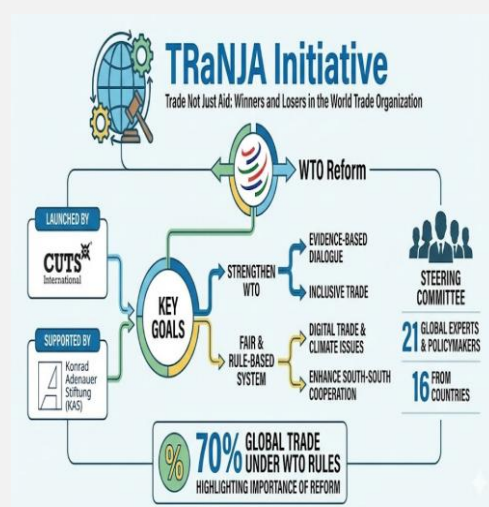 TRaNJA Initiative
Trade Not Just Aid: Winners and Losers in the World Trade Organization
WTO Reform
LAUNCHED BY
CUTS
International
SUPPORTED BY
Konrad
Adenauer
Stiftung
(KAS)
KEY
GOALS
STRENGTHEN
WTO
EVIDENCE-BASED
DIALOGUE
INCLUSIVE TRADE
FAIR &
RULE-BASED
SYSTEM
DIGITAL TRADE &
CLIMATE ISSUES
ENHANCE SOUTH-SOUTH
COOPERATION
STEERING
COMMITTEE
21 GLOBAL EXPERTS
& POLICYMAKERS
16 FROM
COUNTRIES
% 70% GLOBAL TRADE
UNDER WTO RULES
HIGHLIGHTING IMPORTANCE OF REFORM